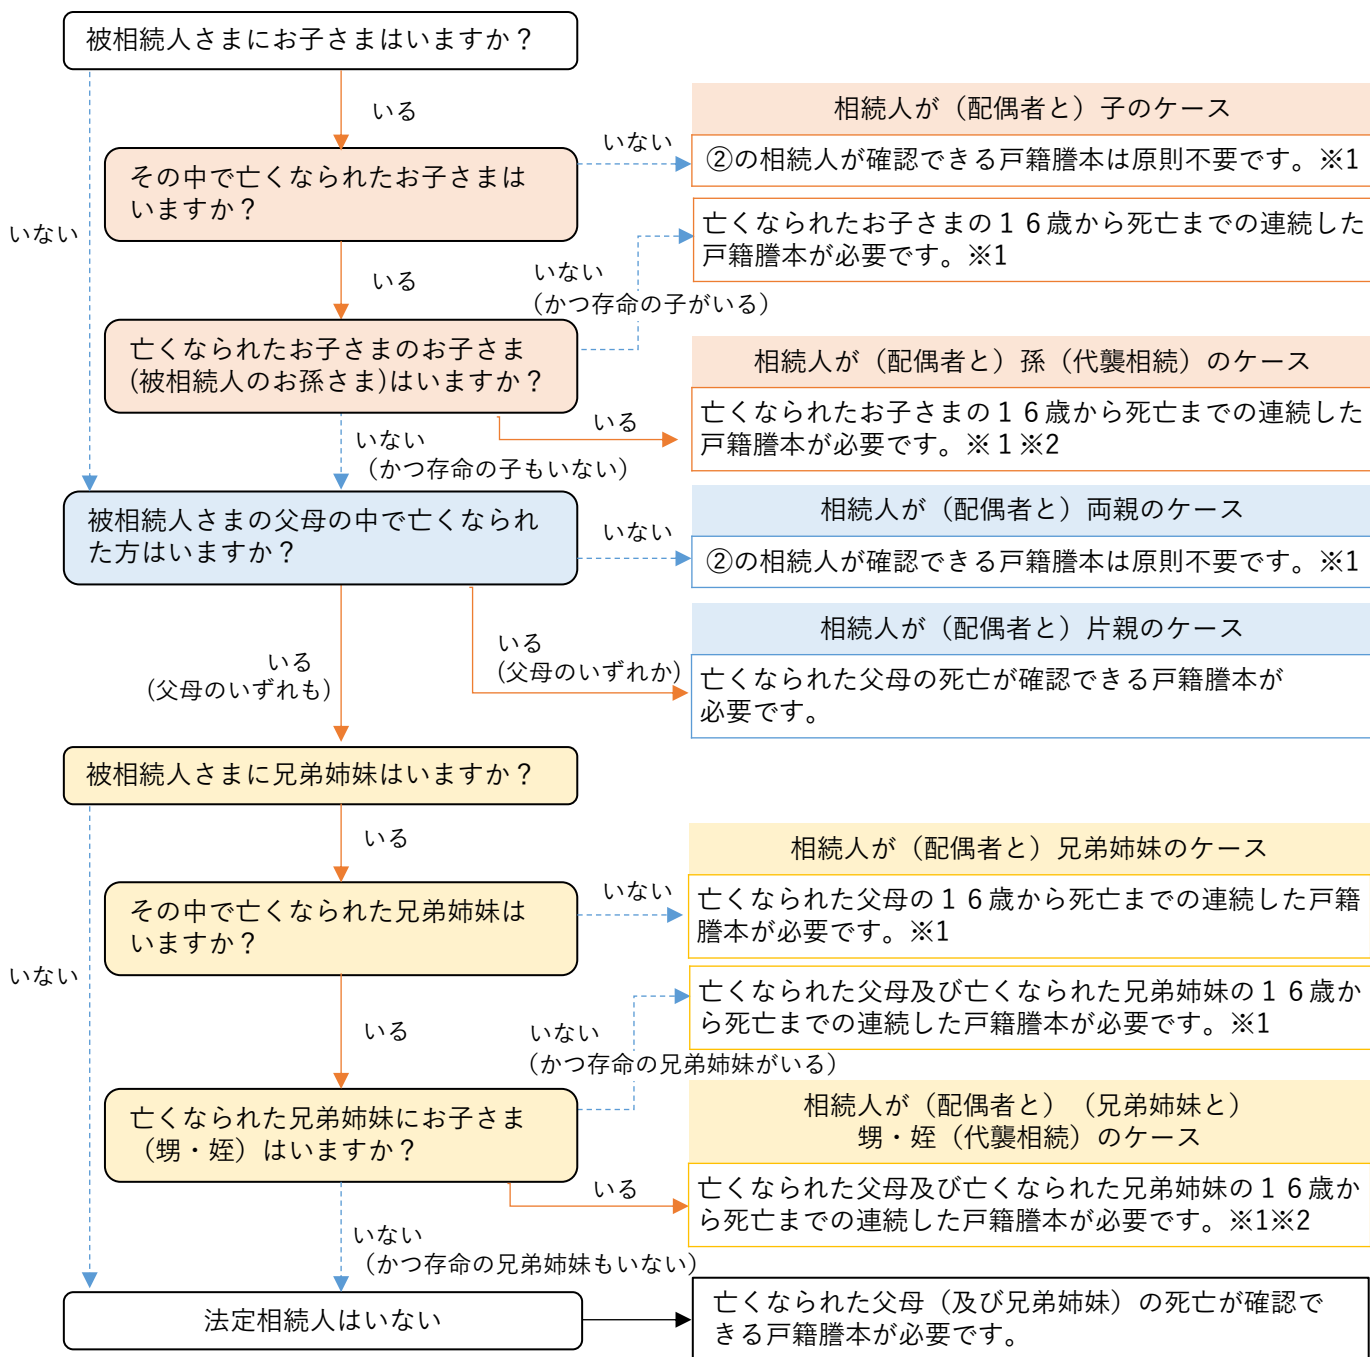 被相続人さまにお子さまはいますか？
いる
いない
相続人が（配偶者と）子のケース
②の相続人が確認できる戸籍謄本は原則不要です。※1
その中で亡くなられたお子さまは
いますか？
いない
亡くなられたお子さまの１６歳から死亡までの連続した
戸籍謄本が必要です。※1
いる
いない
（かつ存命の子がいる）
亡くなられたお子さまのお子さま
(被相続人のお孫さま)はいますか？
相続人が（配偶者と）孫（代襲相続）のケース
亡くなられたお子さまの１６歳から死亡までの連続した
戸籍謄本が必要です。※１※2
いる
いない
（かつ存命の子もいない）
被相続人さまの父母の中で亡くなられ
た方はいますか？
いない
相続人が（配偶者と）両親のケース
②の相続人が確認できる戸籍謄本は原則不要です。※1
相続人が（配偶者と）片親のケース
亡くなられた父母の死亡が確認できる戸籍謄本が
必要です。
いる
(父母のいずれか)
いる
(父母のいずれも)
被相続人さまに兄弟姉妹はいますか？
いる
いない
相続人が（配偶者と）兄弟姉妹のケース
亡くなられた父母の１６歳から死亡までの連続した戸籍
謄本が必要です。※1
その中で亡くなられた兄弟姉妹は
いますか？
いない
亡くなられた父母及び亡くなられた兄弟姉妹の１６歳か
ら死亡までの連続した戸籍謄本が必要です。※1
いる
いない
（かつ存命の兄弟姉妹がいる）
亡くなられた兄弟姉妹にお子さま
（甥・姪）はいますか？
相続人が（配偶者と）（兄弟姉妹と）
甥・姪（代襲相続）のケース
亡くなられた父母及び亡くなられた兄弟姉妹の１６歳か
ら死亡までの連続した戸籍謄本が必要です。※1※2
いる
いない
（かつ存命の兄弟姉妹もいない）
法定相続人はいない
亡くなられた父母（及び兄弟姉妹）の死亡が確認で
きる戸籍謄本が必要です。